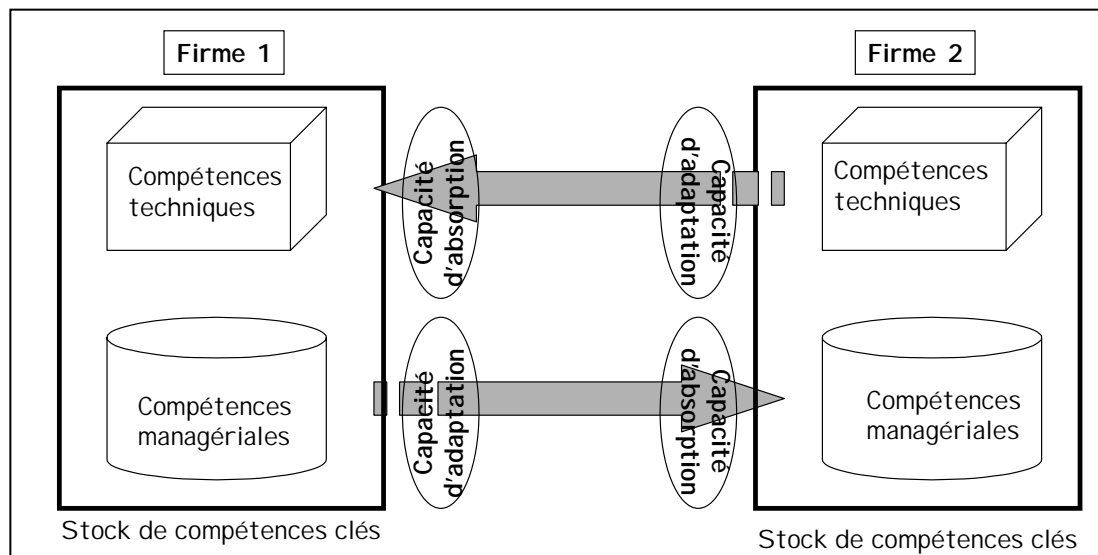 Firme 1
Firme 2
Compétences
techniques
Capacité
d'absorption
Capacité
d'adaptation
Compétences
techniques
Compétences
managériales
Capacité
d'adaptation
Capacité
d'absorption
Compétences
managériales
Stock de compétences clés
Stock de compétences clés